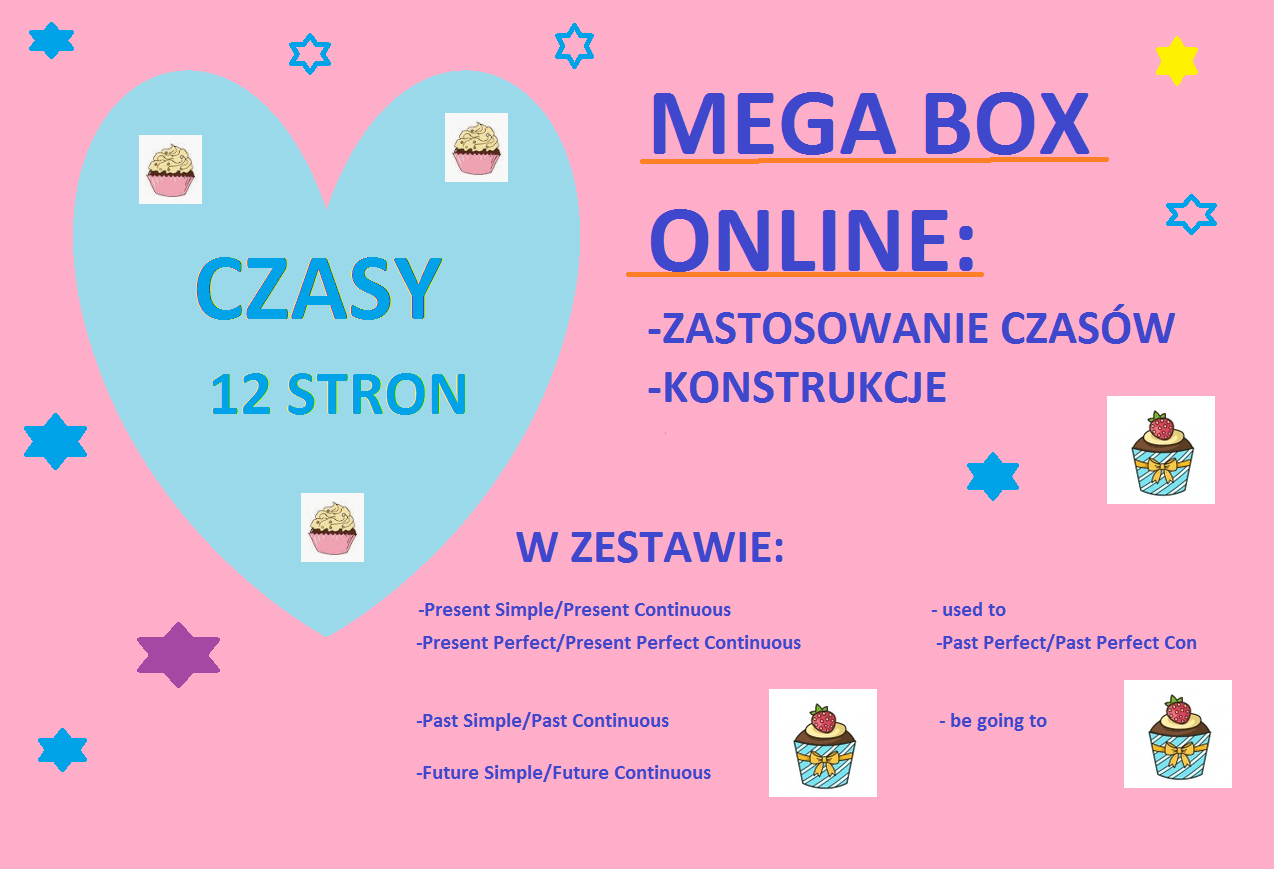 CZASY
12 STRON
MEGA BOX
ONLINE:
-ZASTOSOWANIE CZASÓW
-KONSTRUKCJE
W ZESTAWIE:
-Present Simple/Present Continuous
- used to
-Present Perfect/Present Perfect Continuous
-Past Perfect/Past Perfect Con
-Past Simple/Past Continuous
- be going to
-Future Simple/Future Continuous